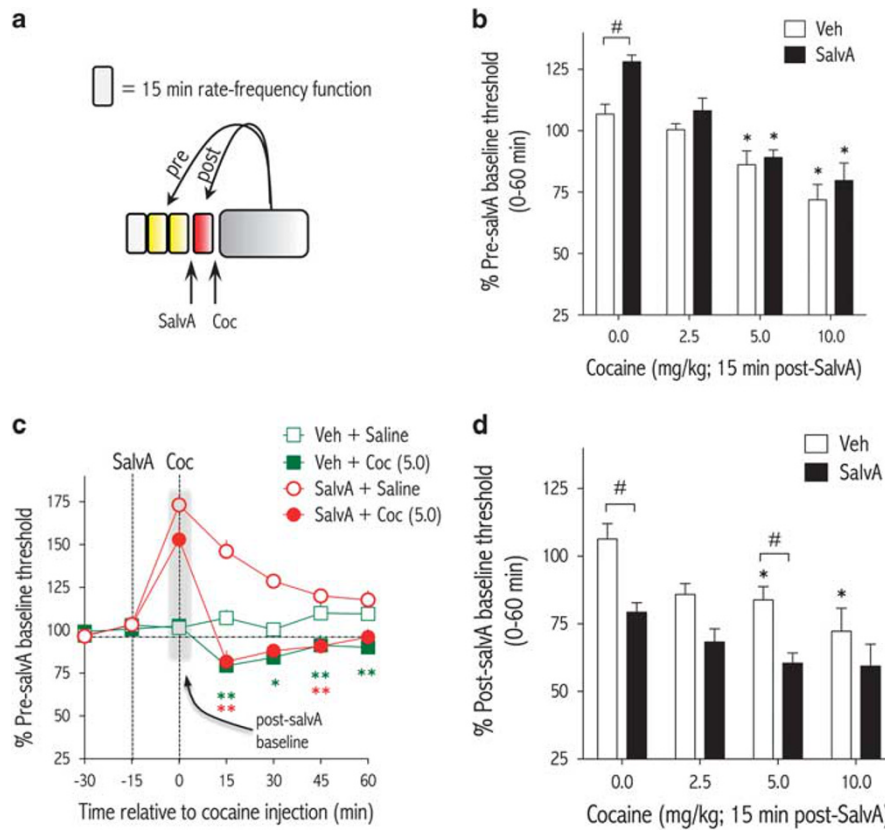 a
= 15 min rate-frequency function
pre
post
SalvA
Coc
b
Veh
SalvA
#
*
*
*
*
% Pre-salvA baseline threshold
(0-60 min)
125
100
75
50
25
0.0
2.5
5.0
10.0
Cocaine (mg/kg; 15 min post-SalvA)
c
Veh + Saline
Veh + Coc (5.0)
SalvA + Saline
SalvA + Coc (5.0)
SalvA
Coc
% Pre-salvA baseline threshold
175
150
125
100
75
50
25
**
**
*
**
**
**
post-salvA
baseline
-30
-15
0
15
30
45
60
Time relative to cocaine injection (min)
d
Veh
SalvA
#
#
*
*
% Post-salvA baseline threshold
(0-60 min)
125
100
75
50
25
0.0
2.5
5.0
10.0
Cocaine (mg/kg; 15 min post-SalvA)